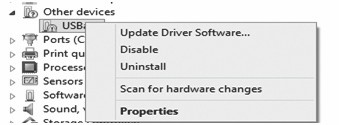 Other devices
USBa
Update Driver Software...
Ports (C
Disable
Print qu
Uninstall
Process
Sensors
Scan for hardware changes
Softwar
Sound,
Properties